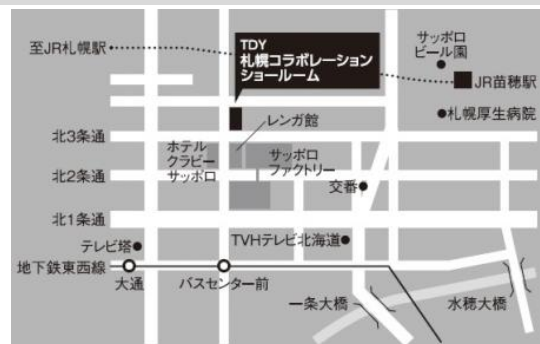 至JR札幌駅
TDY
札幌コラボレーション
ショールーム
サッポロ
ビール園
JR苗穂駅
札幌厚生病院
レンガ館
北3条通
ホテル
クラビー
サッポロ
サッポロ
ファクトリー
北2条通
交番
北1条通
テレビ塔
TVHテレビ北海道
地下鉄東西線
大通
バスセンター前
一条大橋
水穂大橋